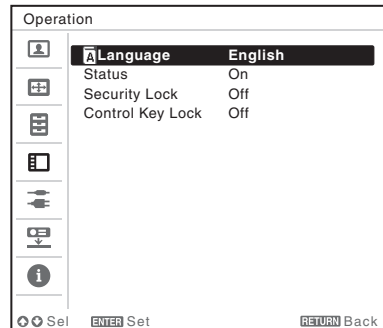 Operation
A Language English
Status On
Security Lock Off
Control Key Lock Off
Sel ENTER Set RETURN Back